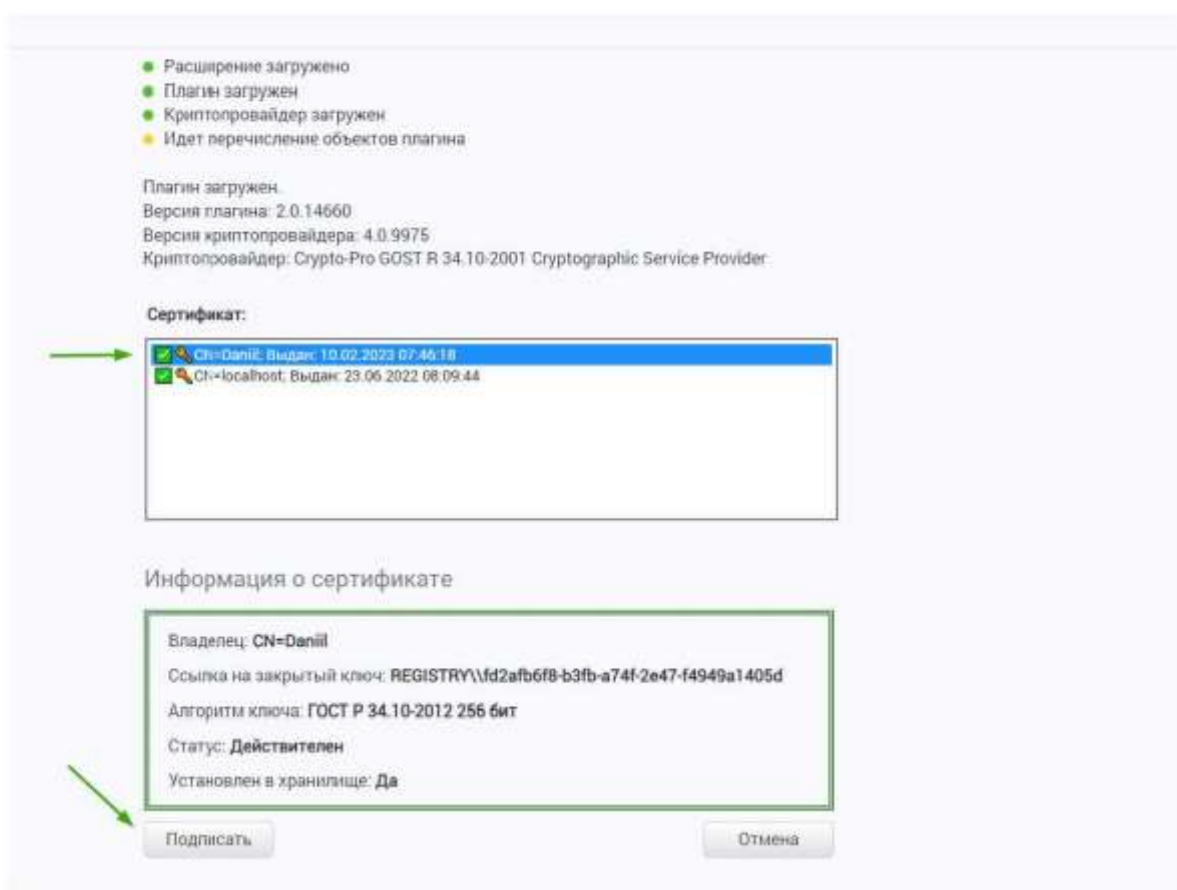 Расширение загружено
Плагин загружен
Криптопровайдер загружен
Идет перечисление объектов плагина
Плагин загружен.
Версия плагина: 2.0.14660
Версия криптопровайдера: 4.0.9975
Криптопровайдер: Crypto-Pro GOST R 34.10-2001 Cryptographic Service Provider
Сертификат:
CN=Daniil; Выдан: 10.02.2023 07:46:18
CN=localhost; Выдан: 23.06.2022 08:09:44
Информация о сертификате
Владелец: CN=Daniil
Ссылка на закрытый ключ: REGISTRY\\fd2afb6f8-b3fb-a74f-2e47-f4949a1405d
Алгоритм ключа: ГОСТ Р 34.10-2012 256 бит
Статус: Действителен
Установлен в хранилище: Да
Подписать
Отмена